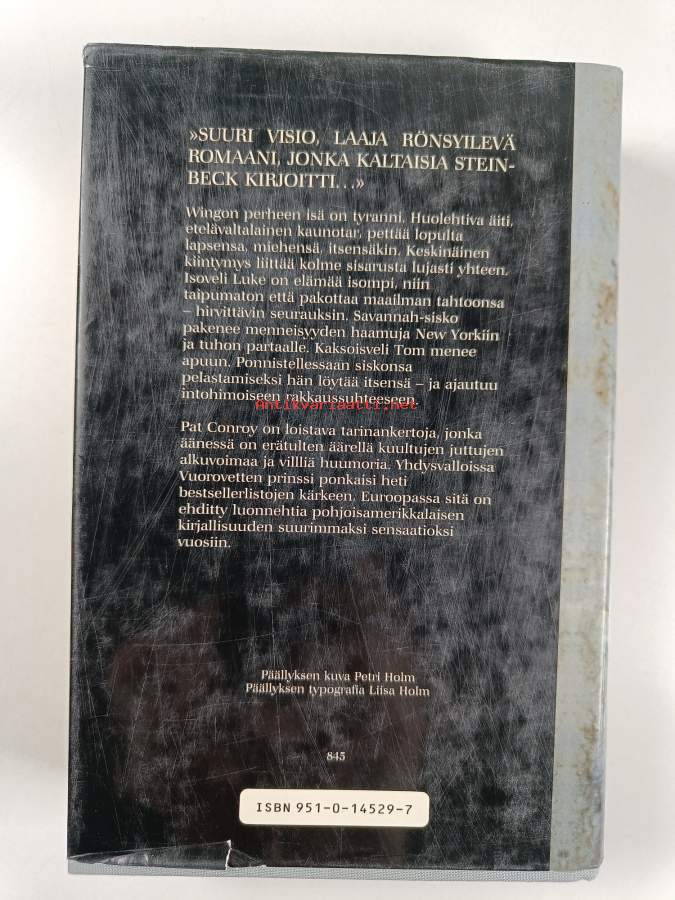 »SUURI VISIO, LAAJA RÖNSYILEVÄ
ROMAANI, JONKA KALTAISIA STEIN-
BECK KIRJOITTI...»
Wingon perheen isä on tyranni. Huolehtiva äiti,
etelävaltalainen kaunotar, pettää lopulta
lapsensa, miehensä, itsensäkin. Keskinäinen
kiintymys liittää kolme sisarusta lujasti yhteen.
Isoveli Luke on elämää isompi, niin
taipumaton että pakottaa maailman tahtoonsa
– hirvittävin seurauksin. Savannah-sisko
pakenee menneisyyden haamuja New Yorkiin
ja tuhon partaalle. Kaksoisveli Tom menee
apuun. Ponnistellessaan siskonsa
pelastamiseksi hän löytää itsensä – ja ajautuu
intohimoiseen rakkaussuhteeseen.
Antikvariaatti.net
Pat Conroy on loistava tarinankertoja, jonka
äänessä on erätulten äärellä kuultujen juttujen
alkuvoimaa ja villliä huumoria. Yhdysvalloissa
Vuorovetten prinssi ponkaisi heti
bestsellerlistojen kärkeen. Euroopassa sitä on
ehditty luonnehtia pohjoisamerikkalaisen
kirjallisuuden suurimmaksi sensaatioksi
vuosiin.
Päällyksen kuva Petri Holm
Päällyksen typografia Liisa Holm
845
ISBN 951-0-14529-7